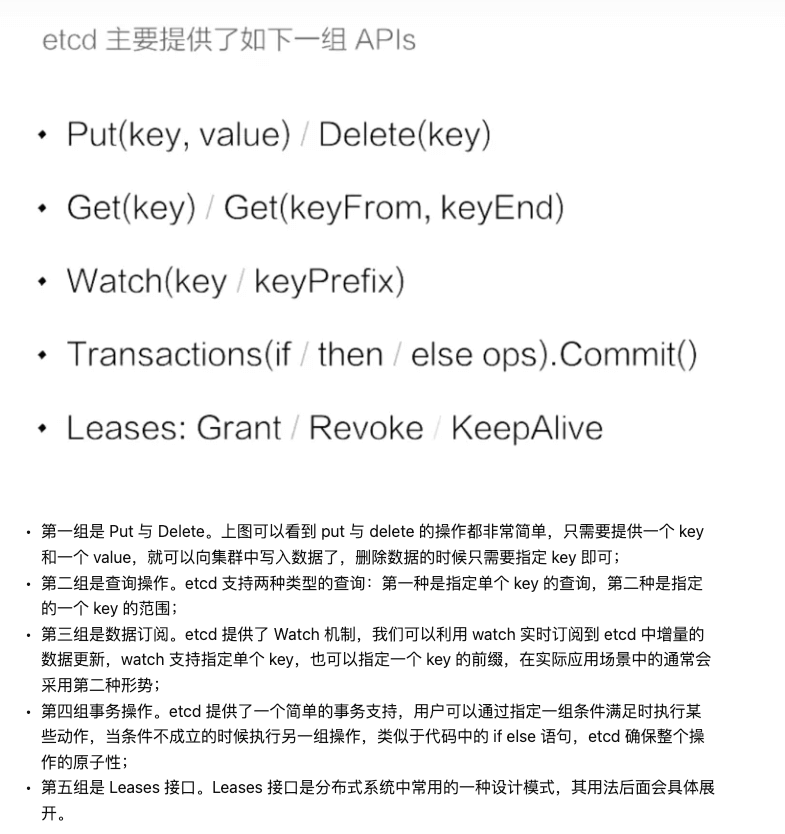 etcd 主要提供了如下一组 APIs
• Put(key, value) / Delete(key)
• Get(key) / Get(keyFrom, keyEnd)
• Watch(key / keyPrefix)
• Transactions(if / then / else ops).Commit()
• Leases: Grant / Revoke / KeepAlive
• 第一组是 Put 与 Delete。上图可以看到 put 与 delete 的操作都非常简单，只需要提供一个 key
和一个 value，就可以向集群中写入数据了，删除数据的时候只需要指定 key 即可；
• 第二组是查询操作。etcd 支持两种类型的查询：第一种是指定单个 key 的查询，第二种是指定
的一个 key 的范围；
• 第三组是数据订阅。etcd 提供了 Watch 机制，我们可以利用 watch 实时订阅到 etcd 中增量的
数据更新，watch 支持指定单个 key，也可以指定一个 key 的前缀，在实际应用场景中的通常会
采用第二种形势；
• 第四组事务操作。etcd 提供了一个简单的事务支持，用户可以通过指定一组条件满足时执行某
些动作，当条件不成立的时候执行另一组操作，类似于代码中的 if else 语句，etcd 确保整个操
作的原子性；
• 第五组是 Leases 接口。Leases 接口是分布式系统中常用的一种设计模式，其用法后面会具体展
开。